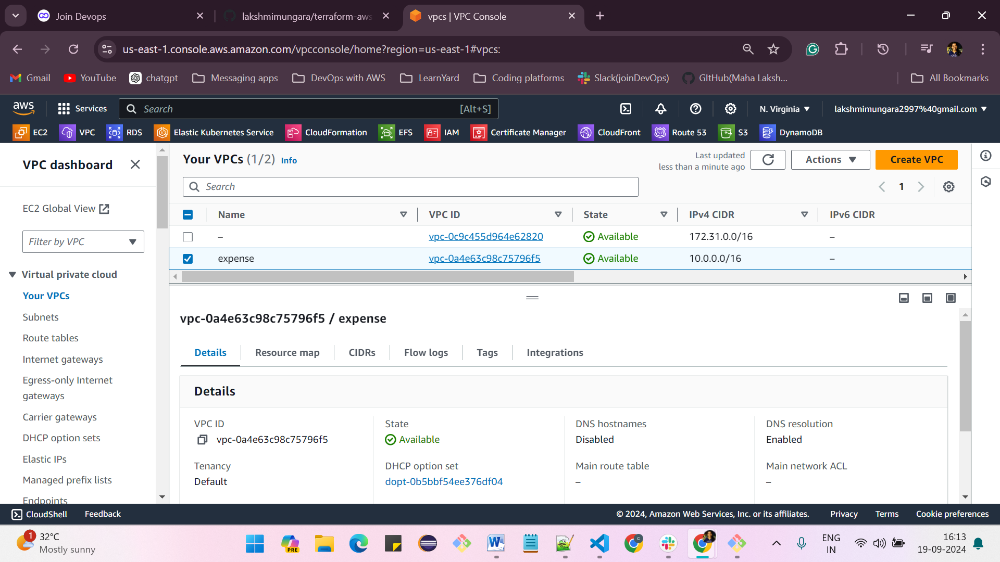 Join Devops
lakshmimungara/terraform-aws
vpcs | VPC Console
us-east-1.console.aws.amazon.com/vpcconsole/home?region=us-east-1#vpcs:
Gmail YouTube chatgpt Messaging apps DevOps with AWS LearnYard Coding platforms Slack(joinDevOps) GItHub(Maha Laksh... All Bookmarks
aws Services Search [Alt+S] N. Virginia lakshmimungara2997%40gmail.com
EC2 VPC RDS Elastic Kubernetes Service CloudFormation EFS IAM Certificate Manager CloudFront Route 53 S3 DynamoDB
VPC dashboard
EC2 Global View
Filter by VPC
Virtual private cloud
Your VPCs
Subnets
Route tables
Internet gateways
Egress-only Internet
gateways
Carrier gateways
DHCP option sets
Elastic IPs
Managed prefix lists
Endpoints
Your VPCs (1/2) Info
Last updated
less than a minute ago
Actions
Create VPC
Search
1
Name VPC ID State IPv4 CIDR IPv6 CIDR
– vpc-0c9c455d964e62820 Available 172.31.0.0/16 –
expense vpc-0a4e63c98c75796f5 Available 10.0.0.0/16 –
vpc-0a4e63c98c75796f5 / expense
Details Resource map CIDRs Flow logs Tags Integrations
Details
VPC ID
vpc-0a4e63c98c75796f5
State
Available
DNS hostnames
Disabled
DNS resolution
Enabled
Tenancy
Default
DHCP option set
dopt-0b5bbf54ee376df04
Main route table
–
Main network ACL
–
CloudShell Feedback © 2024, Amazon Web Services, Inc. or its affiliates. Privacy Terms Cookie preferences
1
32°C
Mostly sunny
PRE
ENG
IN
16:13
19-09-2024